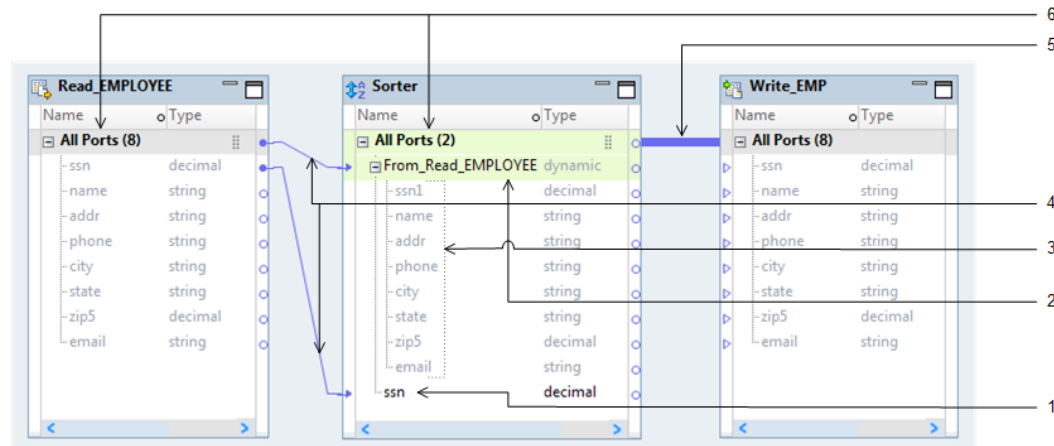 6
5
Read_EMPLOYEE
Name Type
All Ports (8)
ssn decimal
name string
addr string
phone string
city string
state string
zip5 decimal
email string
Sorter
Name Type
All Ports (2)
From_Read_EMPLOYEE dynamic
ssn1 decimal
name string
addr string
phone string
city string
state string
zip5 decimal
email string
ssn decimal
Write_EMP
Name Type
All Ports (8)
ssn decimal
name string
addr string
phone string
city string
state string
zip5 decimal
email string
4
3
2
1